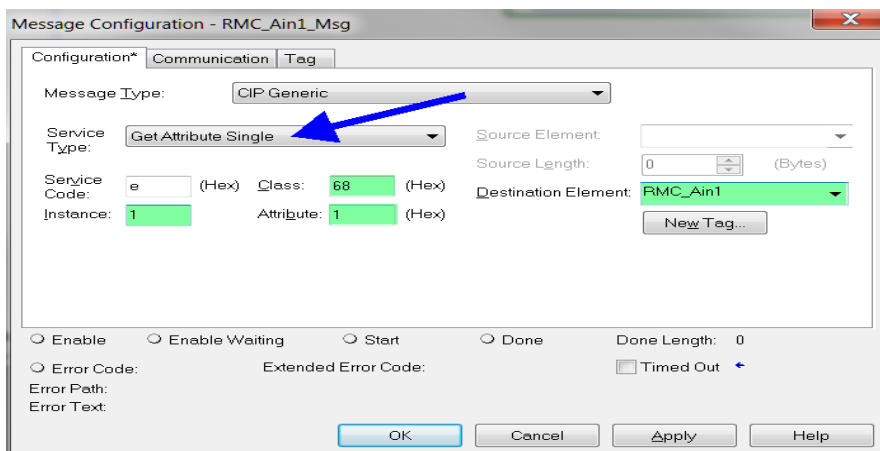 Message Configuration - RMC_Ain1_Msg
Configuration* Communication Tag
Message Type: CIP Generic
Service Type: Get Attribute Single
Source Element:
Source Length: 0 (Bytes)
Service Code: e (Hex) Class: 68 (Hex)
Destination Element: RMC_Ain1
Instance: 1 Attribute: 1 (Hex)
New Tag...
Enable Enable Waiting Start Done Done Length: 0
Error Code: Extended Error Code: Timed Out
Error Path:
Error Text:
OK Cancel Apply Help